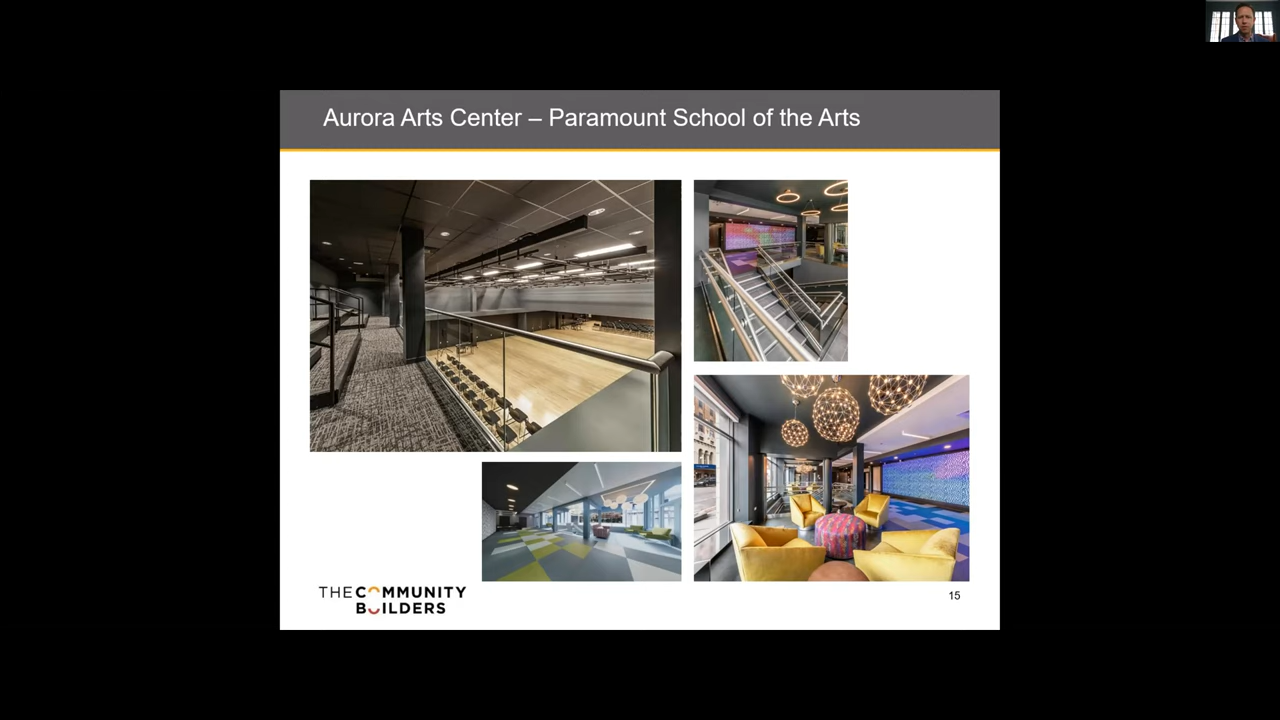 Aurora Arts Center – Paramount School of the Arts
THE COMMUNITY
BUILDERS
15